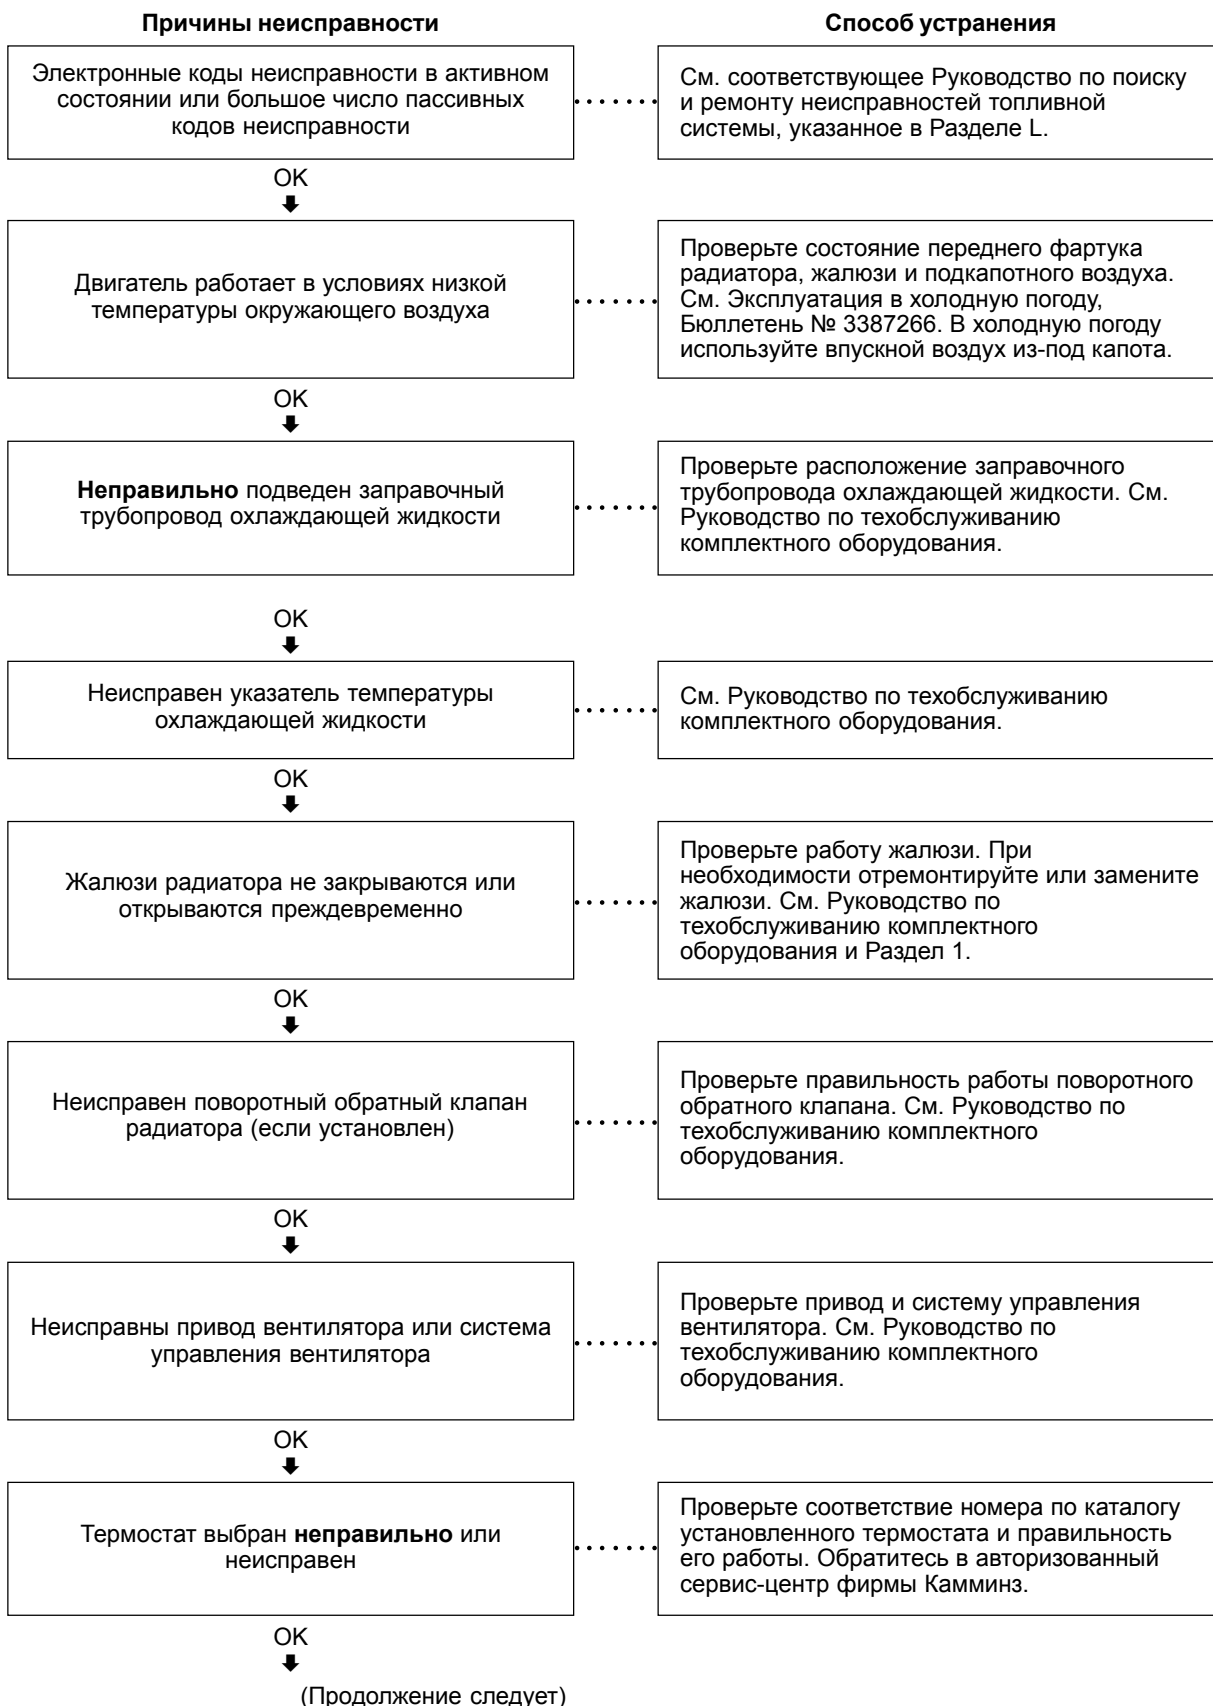 Причины неисправности
Способ устранения
Электронные коды неисправности в активном
состоянии или большое число пассивных
кодов неисправности
См. соответствующее Руководство по поиску
и ремонту неисправностей топливной
системы, указанное в Разделе L.
OK
Двигатель работает в условиях низкой
температуры окружающего воздуха
Проверьте состояние переднего фартука
радиатора, жалюзи и подкапотного воздуха.
См. Эксплуатация в холодную погоду,
Бюллетень № 3387266. В холодную погоду
используйте впускной воздух из-под капота.
OK
Неправильно подведен заправочный
трубопровод охлаждающей жидкости
Проверьте расположение заправочного
трубопровода охлаждающей жидкости. См.
Руководство по техобслуживанию
комплектного оборудования.
OK
Неисправен указатель температуры
охлаждающей жидкости
См. Руководство по техобслуживанию
комплектного оборудования.
OK
Жалюзи радиатора не закрываются или
открываются преждевременно
Проверьте работу жалюзи. При
необходимости отремонтируйте или замените
жалюзи. См. Руководство по
техобслуживанию комплектного
оборудования и Раздел 1.
OK
Неисправен поворотный обратный клапан
радиатора (если установлен)
Проверьте правильность работы поворотного
обратного клапана. См. Руководство по
техобслуживанию комплектного
оборудования.
OK
Неисправны привод вентилятора или система
управления вентилятора
Проверьте привод и систему управления
вентилятора. См. Руководство по
техобслуживанию комплектного
оборудования.
OK
Термостат выбран неправильно или
неисправен
Проверьте соответствие номера по каталогу
установленного термостата и правильность
его работы. Обратитесь в авторизованный
сервис-центр фирмы Камминз.
OK
(Продолжение следует)